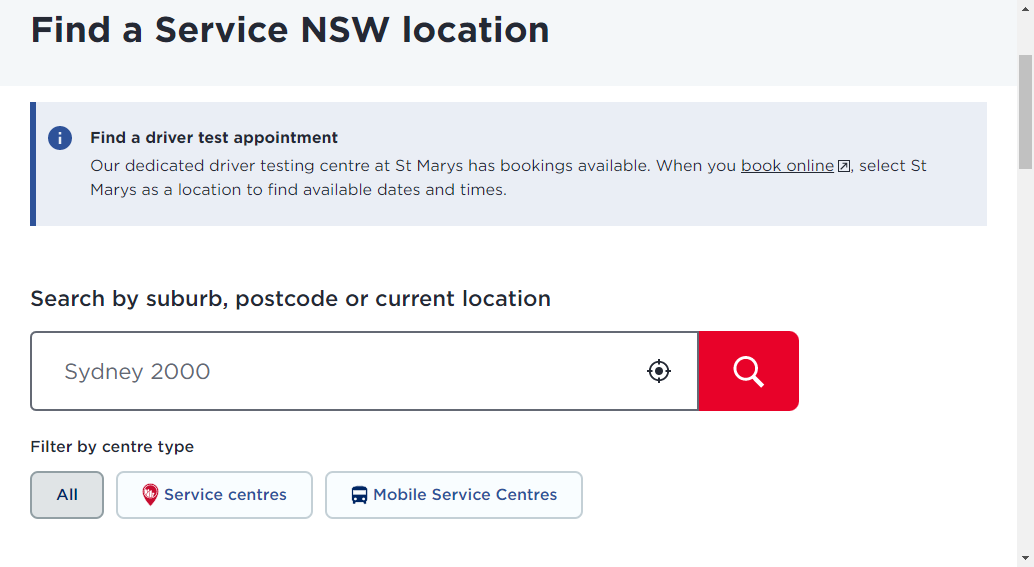 Find a Service NSW location
Find a driver test appointment
Our dedicated driver testing centre at St Marys has bookings available. When you book online, select St
Marys as a location to find available dates and times.
Search by suburb, postcode or current location
Sydney 2000
Filter by centre type
All
Service centres
Mobile Service Centres